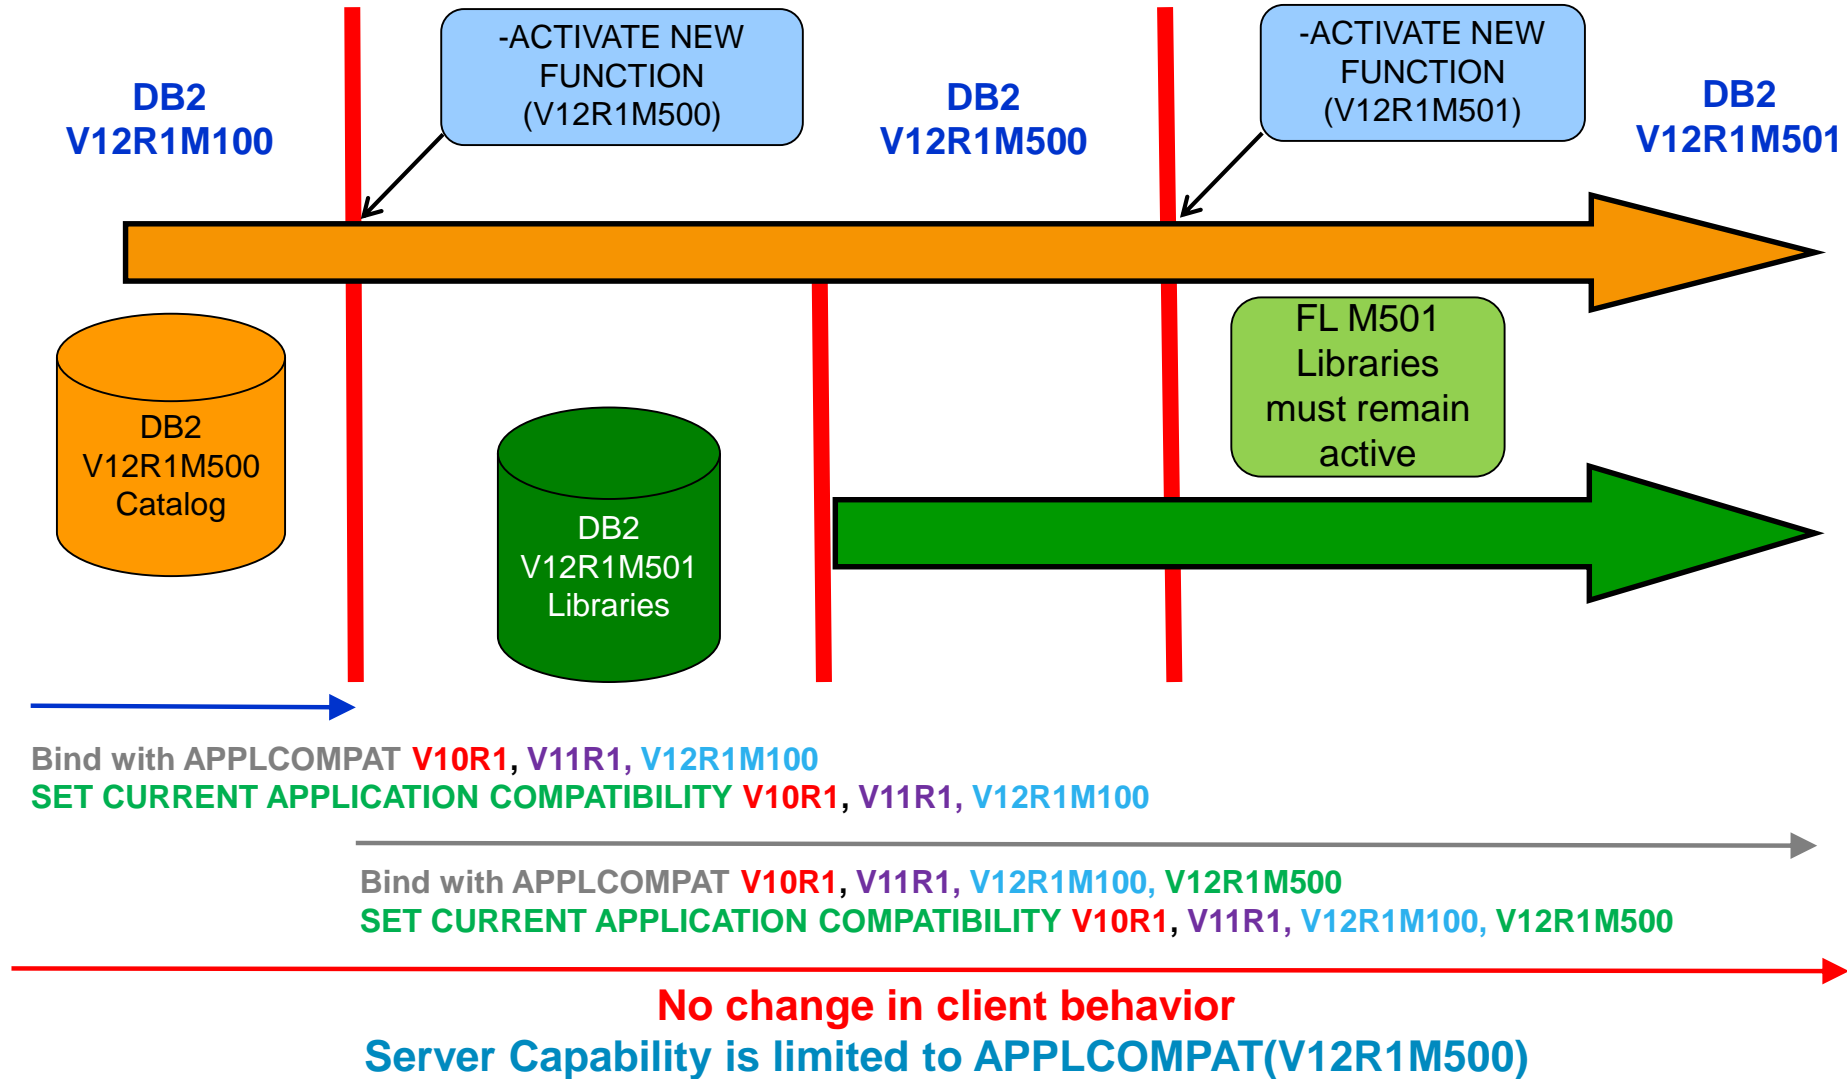 DB2
V12R1M100
-ACTIVATE NEW
FUNCTION
(V12R1M500)
DB2
V12R1M500
-ACTIVATE NEW
FUNCTION
(V12R1M501)
DB2
V12R1M501
DB2
V12R1M500
Catalog
DB2
V12R1M501
Libraries
FL M501
Libraries
must remain
active
Bind with APPLCOMPAT V10R1, V11R1, V12R1M100
SET CURRENT APPLICATION COMPATIBILITY V10R1, V11R1, V12R1M100
Bind with APPLCOMPAT V10R1, V11R1, V12R1M100, V12R1M500
SET CURRENT APPLICATION COMPATIBILITY V10R1, V11R1, V12R1M100, V12R1M500
No change in client behavior
Server Capability is limited to APPLCOMPAT(V12R1M500)